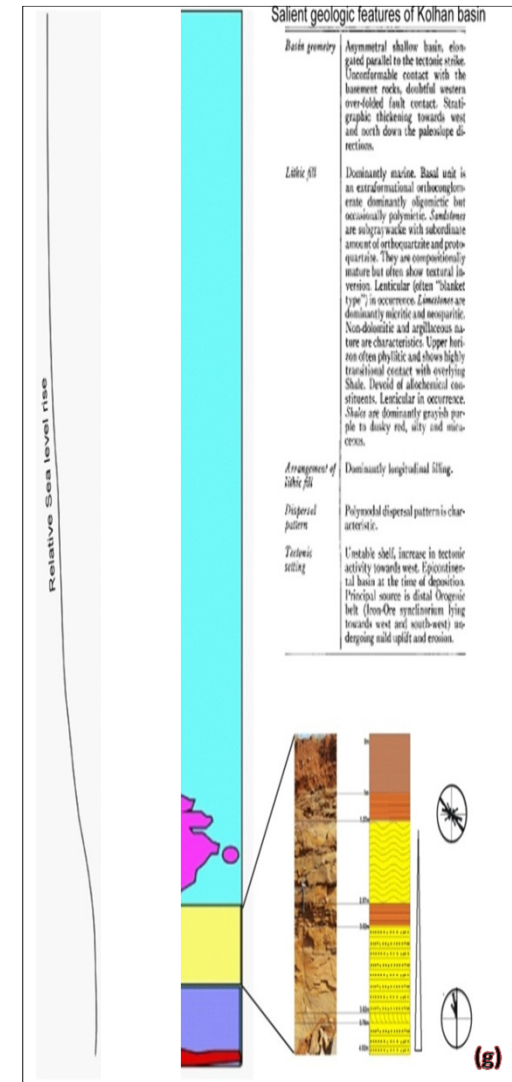 Salient geologic features of Kolhan basin
Basin geometry
Asymmetral shallow basin, elon-
gated parallel to the tectonic strike.
Unconformable contact with the
basement rocks, doubtful western
over-folded fault contact. Strati-
graphic thickening towards west
and north down the paleoslope di-
rections.
Lithic fill
Dominantly marine. Basal unit is
an extraformational orthoconglom-
erate dominantly oligomictic but
occasionally polymictic. Sandstones
are subgraywacke with subordinate
amount of orthoquartzite and proto-
quartzite. They are compositionally
mature but often show textural in-
version. Lenticular (often "blanket
type") in occurrence. Limestones are
dominantly micritic and neosparitic.
Non-dolomitic and argillaceous na-
ture are characteristics. Upper hori-
zon often phyllitic and shows highly
transitional contact with overlying
Shale. Devoid of allochemical con-
stituents. Lenticular in occurrence.
Shales are dominantly grayish pur-
ple to dusky red, silty and mica-
ceous.
Arrangement of
lithic fill
Dominantly longitudinal filling.
Dispersal
pattern
Polymodal dispersal pattern is char-
acteristic.
Tectonic
setting
Unstable shelf, increase in tectonic
activity towards west. Epicontinen-
tal basin at the time of deposition.
Principal source is distal Orogenic
belt (Iron-Ore synclinorium lying
towards west and south-west) un-
dergoing mild uplift and erosion.
Relative Sea level rise
(g)